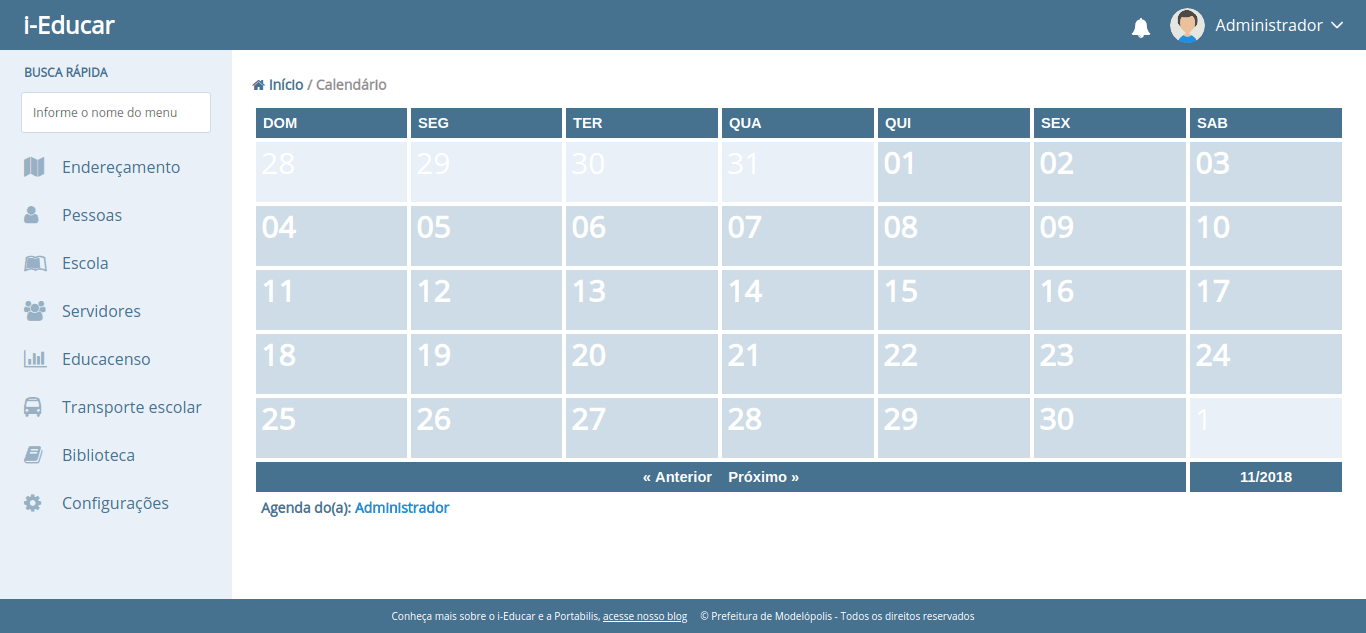 i-Educar
Administrador
BUSCA RÁPIDA
Informe o nome do menu
Endereçamento
Pessoas
Escola
Servidores
Educacenso
Transporte escolar
Biblioteca
Configurações
Início / Calendário
DOM SEG TER QUA QUI SEX SAB
28 29 30 31 01 02 03
04 05 06 07 08 09 10
11 12 13 14 15 16 17
18 19 20 21 22 23 24
25 26 27 28 29 30 1
« Anterior Próximo » 11/2018
Agenda do(a): Administrador
Conheça mais sobre o i-Educar e a Portabilis, acesse nosso blog © Prefeitura de Modelópolis - Todos os direitos reservados